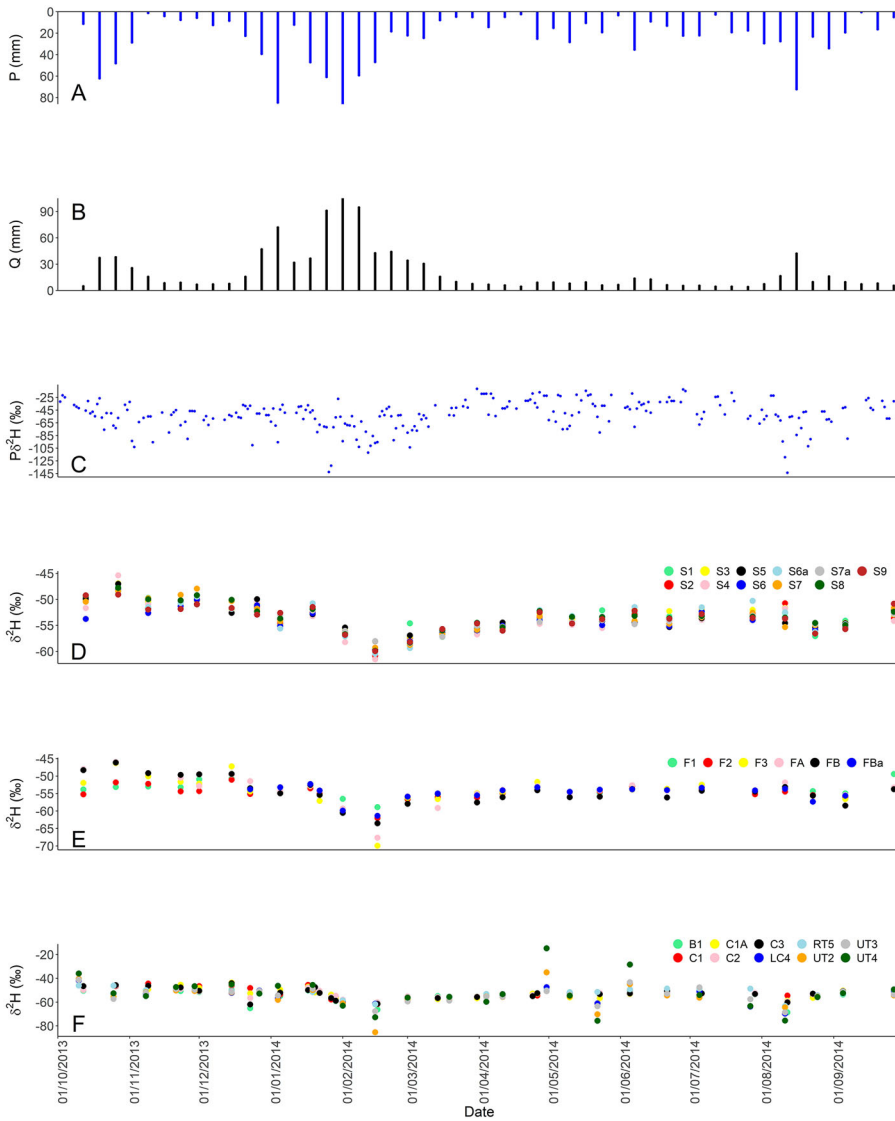 P (mm)
0
20
40
60
80
A
Q (mm)
90
60
30
0
B
Pδ²H (‰)
-25
-45
-65
-85
-105
-125
-145
C
δ²H (‰)
-45
-50
-55
-60
D
S1 S3 S5 S6a S7a S9
S2 S4 S6 S7 S8
δ²H (‰)
-45
-50
-55
-60
-65
-70
E
F1 F2 F3 FA FB FBa
δ²H (‰)
-20
-40
-60
-80
F
B1 C1A C3 RT5 UT3
C1 C2 LC4 UT2 UT4
01/10/2013
01/11/2013
01/12/2013
01/01/2014
01/02/2014
01/03/2014
01/04/2014
01/05/2014
01/06/2014
01/07/2014
01/08/2014
01/09/2014
Date